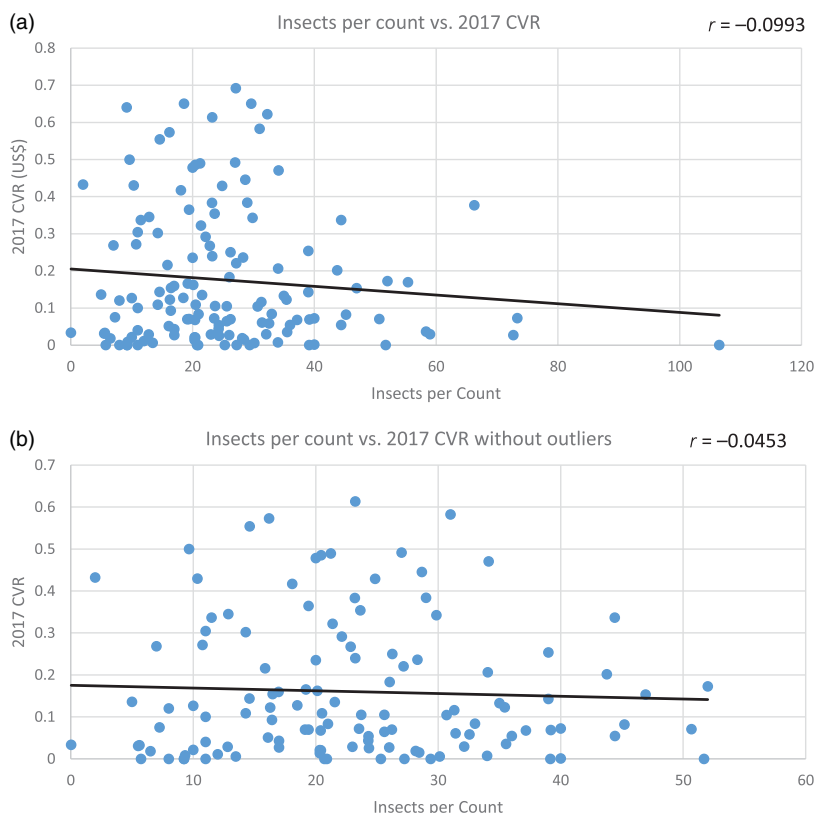 (a)
Insects per count vs. 2017 CVR
r = –0.0993
0.8
0.7
0.6
0.5
0.4
0.3
0.2
0.1
0
2017 CVR (US$)
0 20 40 60 80 100 120
Insects per Count
(b)
Insects per count vs. 2017 CVR without outliers
r = –0.0453
0.7
0.6
0.5
0.4
0.3
0.2
0.1
0
2017 CVR
0 10 20 30 40 50 60
Insects per Count